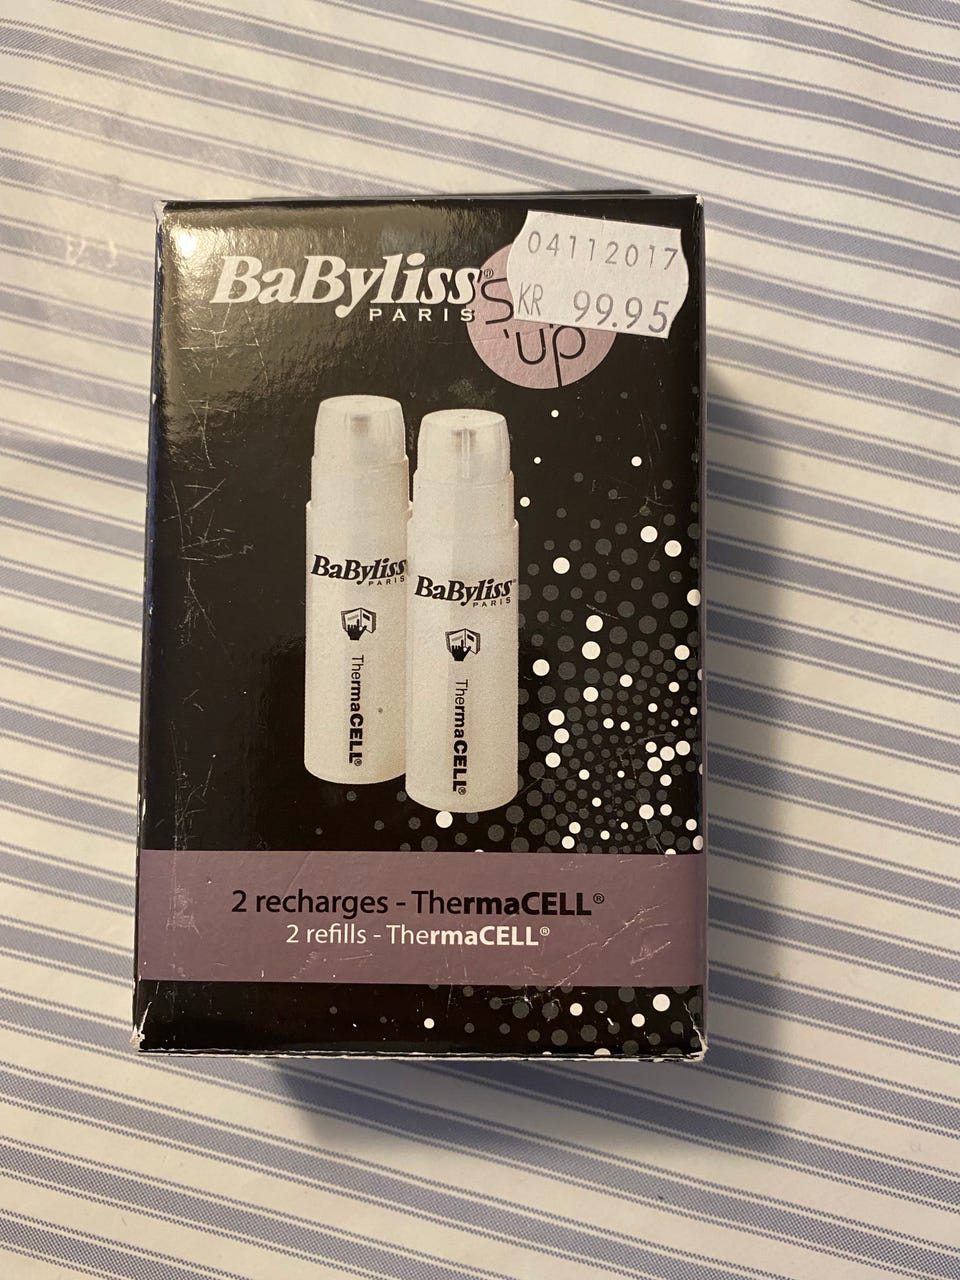 BaByliss®
PARIS
04112017
KR 99.95
'up
BaByliss
PARIS
ThermaCELL®
BaByliss®
PARIS
ThermaCELL®
2 recharges - ThermaCELL®
2 refills - ThermaCELL®